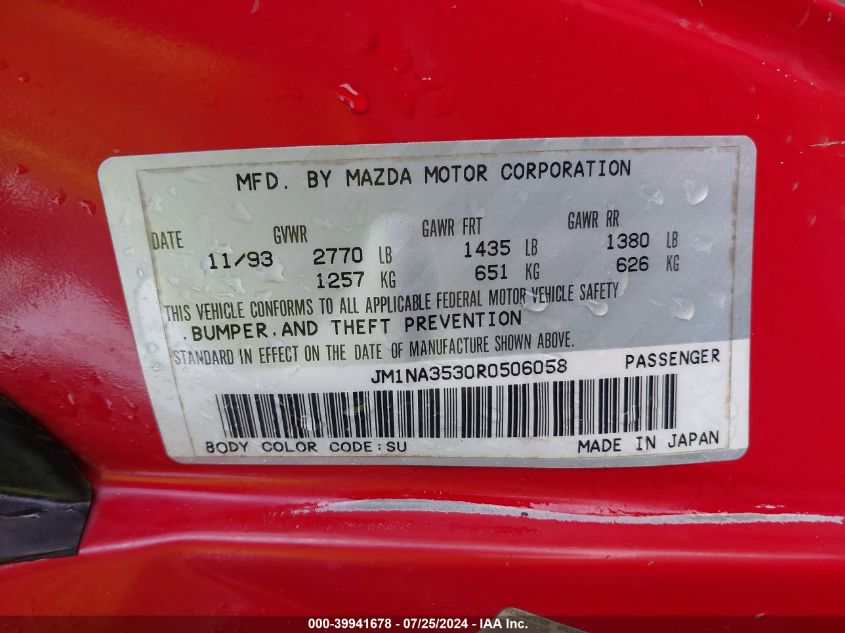 MFD. BY MAZDA MOTOR CORPORATION
DATE GVWR GAWR FRT GAWR RR
11/93 2770 LB 1435 LB 1380 LB
1257 KG 651 KG 626 KG
THIS VEHICLE CONFORMS TO ALL APPLICABLE FEDERAL MOTOR VEHICLE SAFETY
,BUMPER,AND THEFT PREVENTION
STANDARD IN EFFECT ON THE DATE OF MANUFACTURE SHOWN ABOVE.
JM1NA3530R0506058 PASSENGER
BODY COLOR CODE:SU MADE IN JAPAN
000-39941678 - 07/25/2024 - IAA Inc.